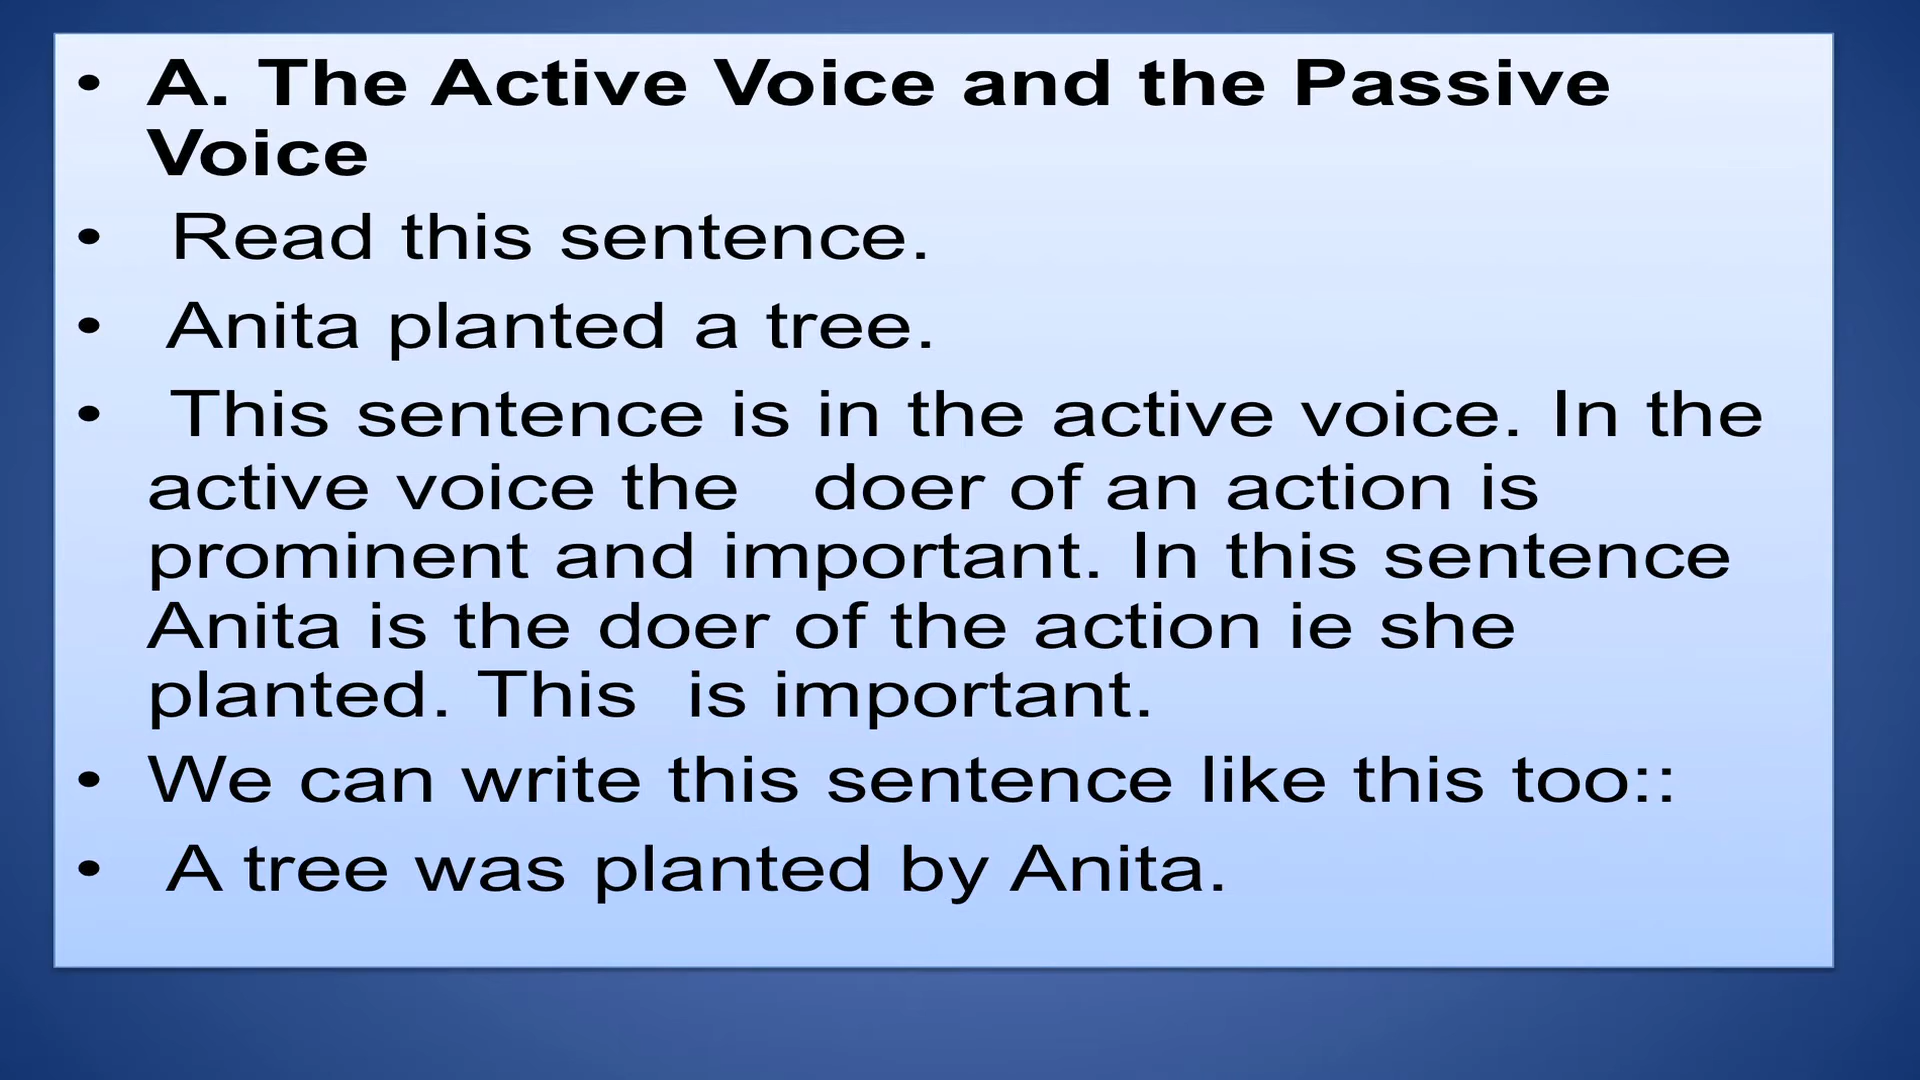 • A. The Active Voice and the Passive
Voice
• Read this sentence.
• Anita planted a tree.
• This sentence is in the active voice. In the
active voice the doer of an action is
prominent and important. In this sentence
Anita is the doer of the action ie she
planted. This is important.
• We can write this sentence like this too::
• A tree was planted by Anita.